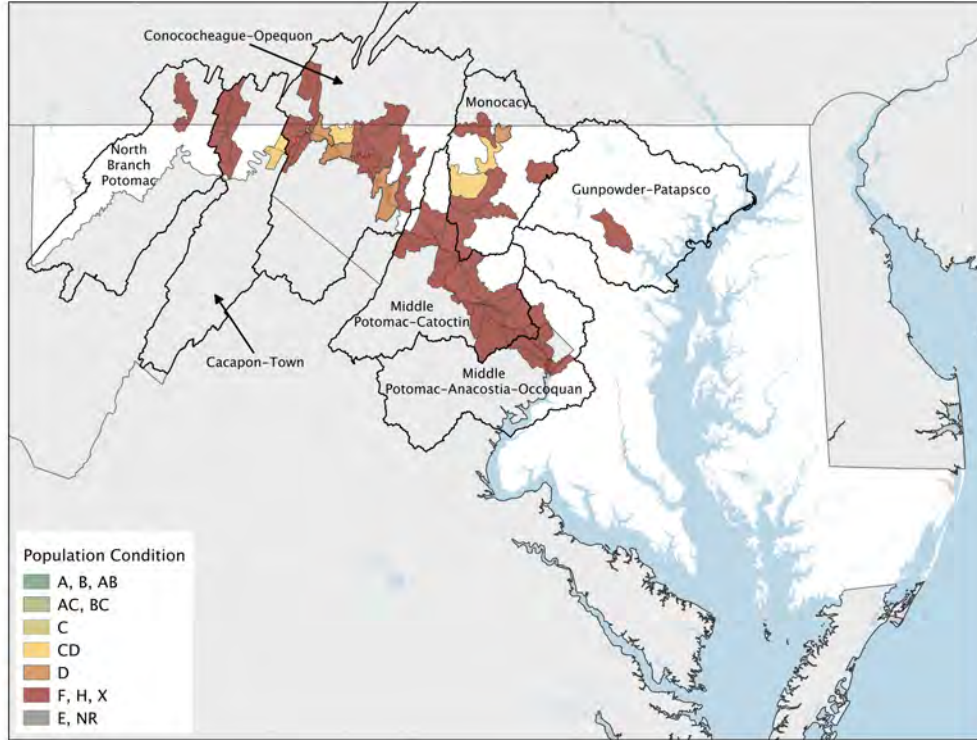 Conococheague-Opequon
Monocacy
North
Branch
Potomac
Gunpowder-Patapsco
Middle
Potomac-Catoctin
Cacapon-Town
Middle
Potomac-Anacostia-Occoquan
Population Condition
A, B, AB
AC, BC
C
CD
D
F, H, X
E, NR